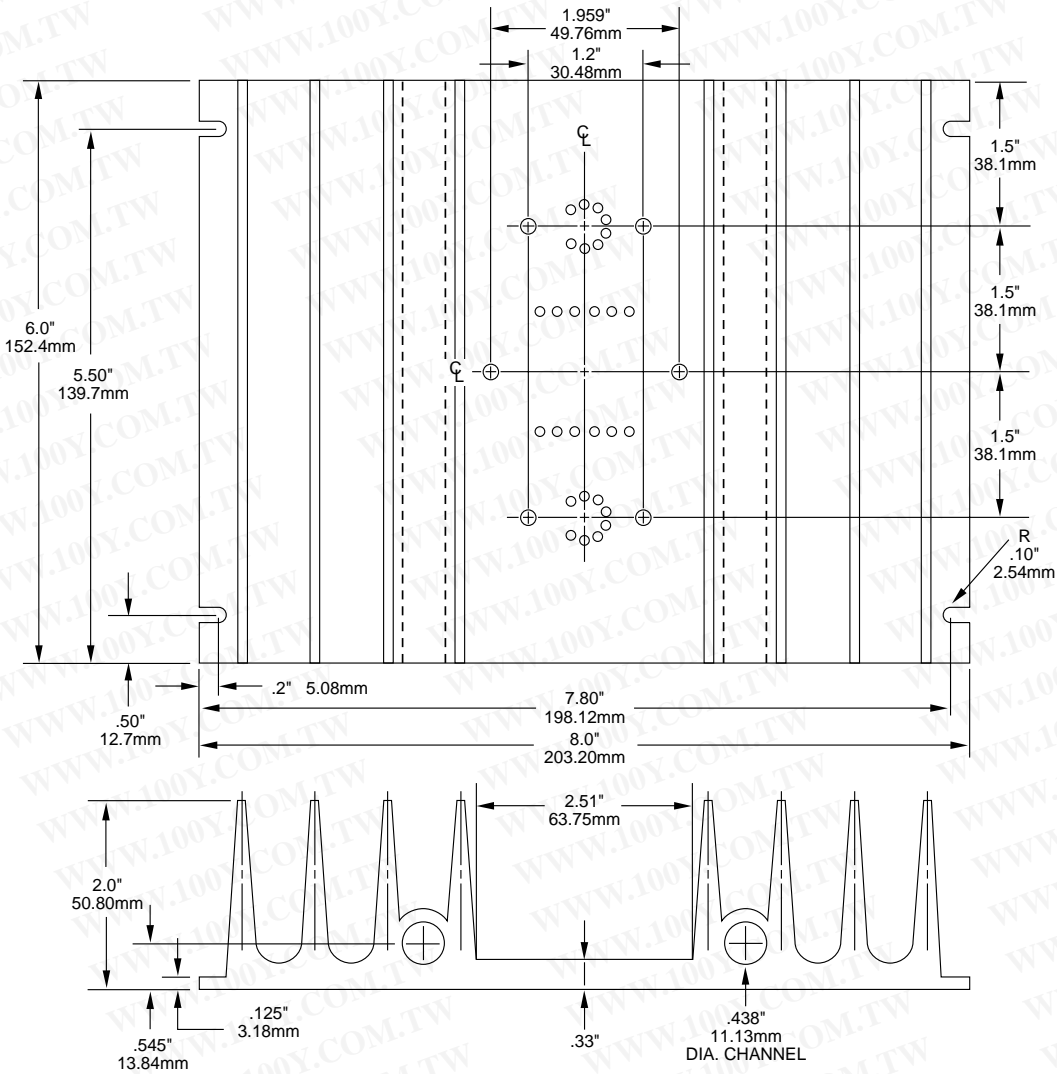 1.959"
49.76mm
1.2"
30.48mm
℄
1.5"
38.1mm
6.0"
152.4mm
5.50"
139.7mm
℄
1.5"
38.1mm
1.5"
38.1mm
R
.10"
2.54mm
.2" 5.08mm
.50"
12.7mm
7.80"
198.12mm
8.0"
203.20mm
2.51"
63.75mm
2.0"
50.80mm
.125"
3.18mm
.545"
13.84mm
.33"
.438"
11.13mm
DIA. CHANNEL
WWW.100Y.COM.TW